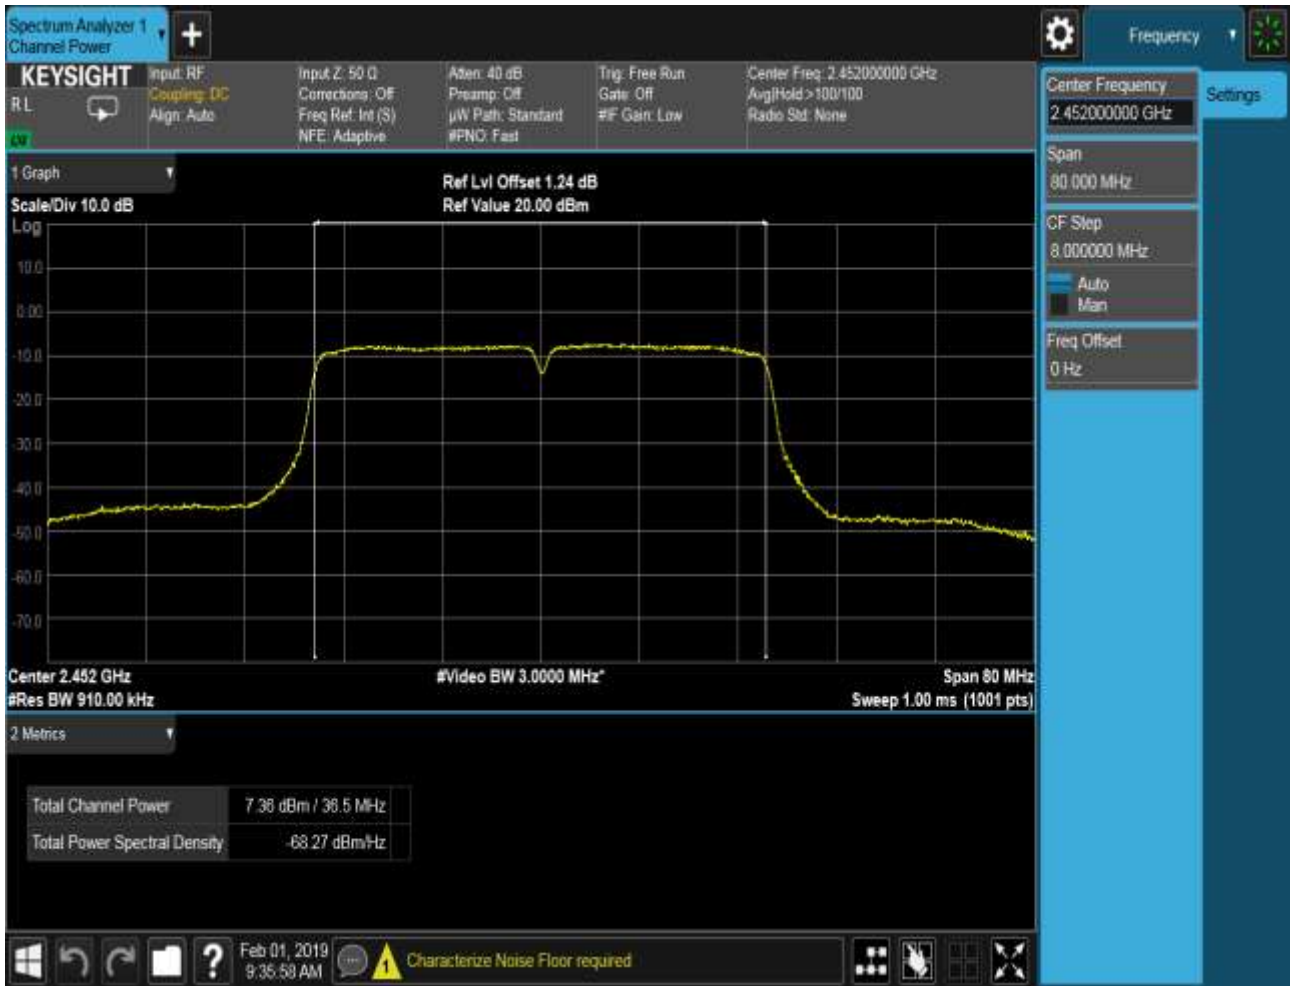 Spectrum Analyzer 1
Channel Power
+
Frequency
KEYSIGHT
R L
LXI
Input: RF
Coupling: DC
Align: Auto
Input Z: 50 Ω
Corrections: Off
Freq Ref: Int (S)
NFE: Adaptive
Atten: 40 dB
Preamp: Off
µW Path: Standard
#PNO: Fast
Trig: Free Run
Gate: Off
#IF Gain: Low
Center Freq: 2.452000000 GHz
Avg|Hold:>100/100
Radio Std: None
Center Frequency
2.452000000 GHz
Settings
Span
80.000 MHz
CF Step
8.000000 MHz
Auto
Man
Freq Offset
0 Hz
1 Graph
Scale/Div 10.0 dB
Ref Lvl Offset 1.24 dB
Ref Value 20.00 dBm
Log
10.0
0.00
-10.0
-20.0
-30.0
-40.0
-50.0
-60.0
-70.0
Center 2.452 GHz
#Video BW 3.0000 MHz*
Span 80 MHz
#Res BW 910.00 kHz
Sweep 1.00 ms (1001 pts)
2 Metrics
Total Channel Power 7.36 dBm / 36.5 MHz
Total Power Spectral Density -68.27 dBm/Hz
?
Feb 01, 2019
9:35:58 AM
1
Characterize Noise Floor required